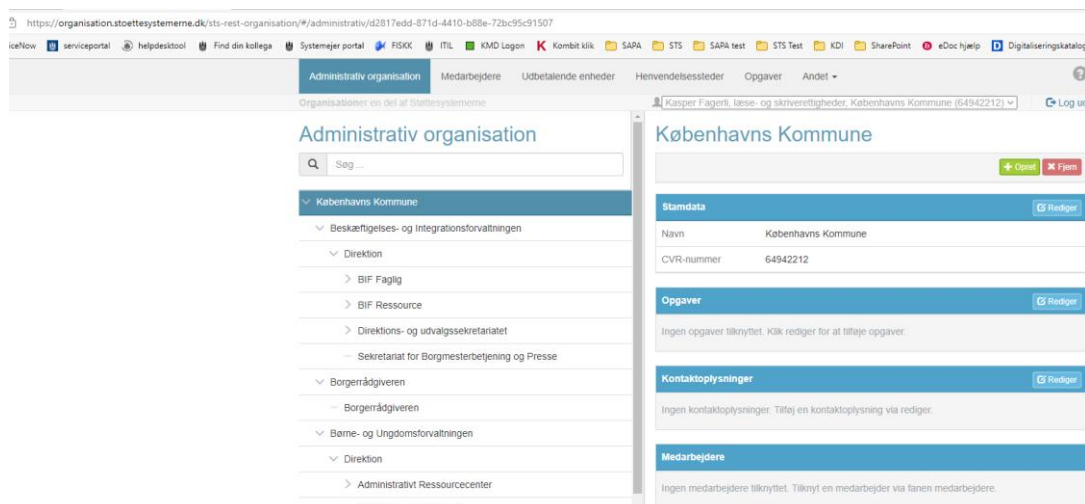 https://organisation.stoettesystemerne.dk/sts-rest-organisation/#/administrativ/d2817edd-871d-4410-b88e-72bc95c91507
iceNow serviceportal helpdesktool Find din kollega Systemejer portal FISKK ITIL KMD Logon Kombit klik SAPA STS SAPA test STS Test KDI SharePoint eDoc hjælp Digitaliseringskatalog
Administrativ organisation Medarbejdere Udbetalende enheder Henvendelsessteder Opgaver Andet
Organisationer en del af Støttesystemerne
Kasper Fagerli, læse- og skriverettigheder, Københavns Kommune (64942212)
Log u
Administrativ organisation
Søg ...
Københavns Kommune
Beskæftigelses- og Integrationsforvaltningen
Direktion
BIF Faglig
BIF Ressource
Direktions- og udvalgssekretariatet
Sekretariat for Borgmesterbetjening og Presse
Borgerrådgiveren
Borgerrådgiveren
Børne- og Ungdomsforvaltningen
Direktion
Administrativt Ressourcecenter
Københavns Kommune
Opret Fjern
Stamdata Rediger
Navn Københavns Kommune
CVR-nummer 64942212
Opgaver Rediger
Ingen opgaver tilknyttet. Klik rediger for at tilføje opgaver.
Kontaktoplysninger Rediger
Ingen kontaktoplysninger. Tilføj en kontaktoplysning via rediger.
Medarbejdere
Ingen medarbejdere tilknyttet. Tilknyt en medarbejder via fanen medarbejdere.